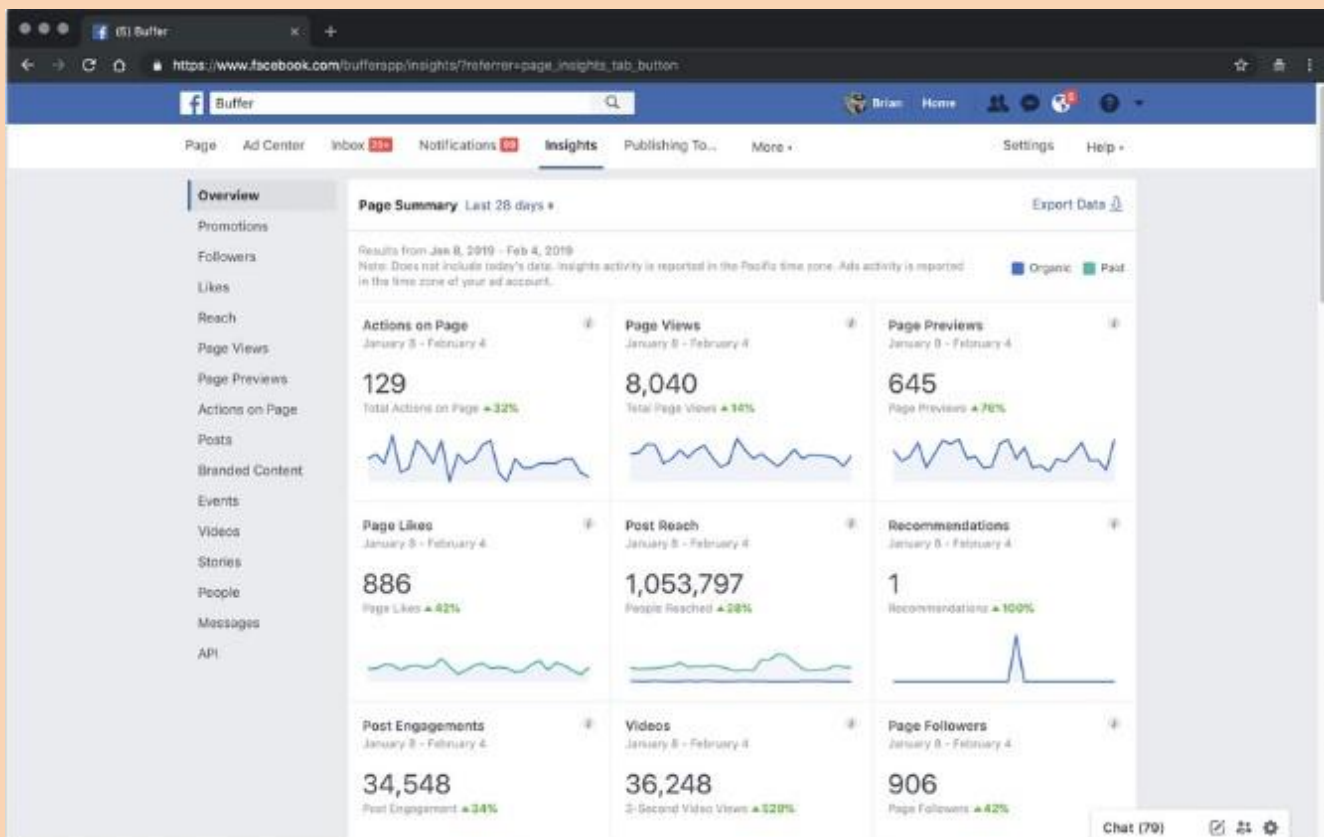 (5) Buffer
https://www.facebook.com/bufferapp/insights/?referrer=page_insights_tab_button
Buffer
Brian Home
Page Ad Center Inbox 20+ Notifications Insights Publishing To... More Settings Help
Overview
Promotions
Followers
Likes
Reach
Page Views
Page Previews
Actions on Page
Posts
Branded Content
Events
Videos
Stories
People
Messages
API
Page Summary Last 28 days
Export Data
Results from Jan 8, 2019 - Feb 4, 2019
Note: Does not include today's data. Insights activity is reported in the Pacific time zone. Ads activity is reported
in the time zone of your ad account.
Organic Paid
Actions on Page
January 8 - February 4
129
Total Actions on Page ▲32%
Page Views
January 8 - February 4
8,040
Total Page Views ▲14%
Page Previews
January 8 - February 4
645
Page Previews ▲76%
Page Likes
January 8 - February 4
886
Page Likes ▲42%
Post Reach
January 8 - February 4
1,053,797
People Reached ▲28%
Recommendations
January 8 - February 4
1
Recommendations ▲100%
Post Engagements
January 8 - February 4
34,548
Post Engagement ▲34%
Videos
January 8 - February 4
36,248
3-Second Video Views
Page Followers
January 8 - February 4
906
Page Followers ▲42%
Chat (79)